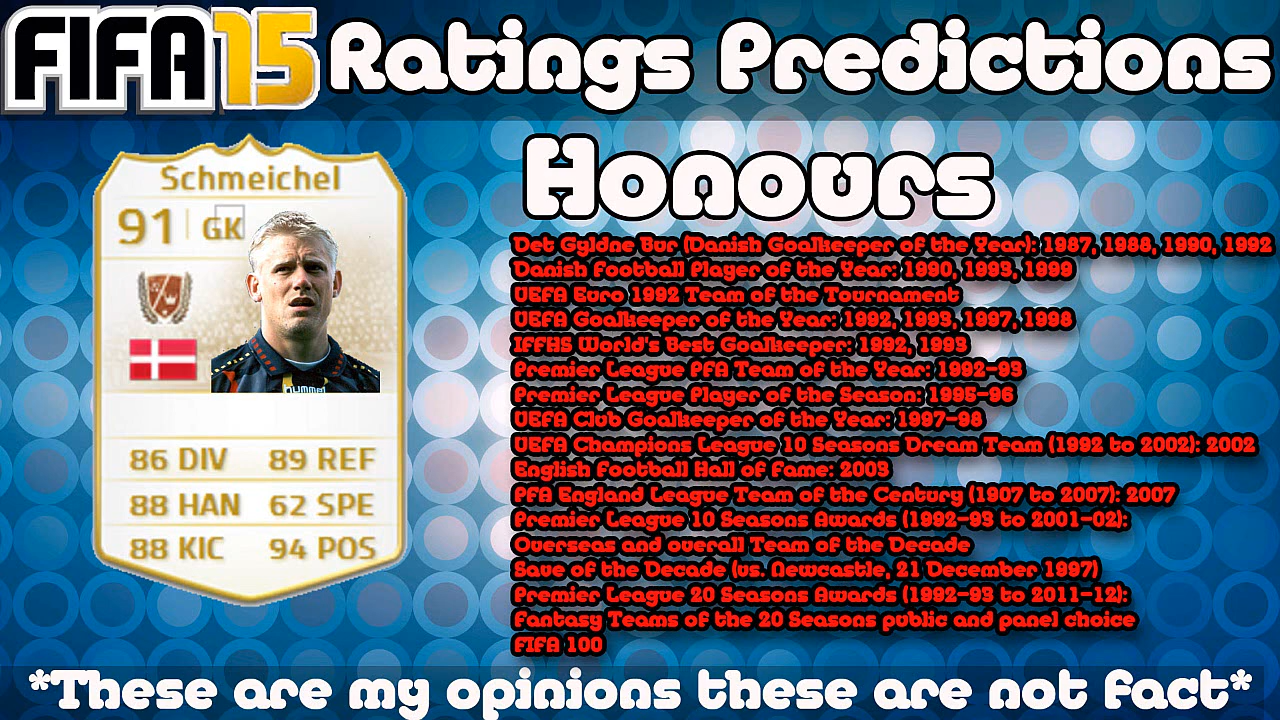 FIFA 15 Ratings Predictions
Honours
Schmeichel
91 GK
hummel
86 DIV 89 REF
88 HAN 62 SPE
88 KIC 94 POS
Det Gyldne Bur (Danish Goalkeeper of the Year): 1987, 1988, 1990, 1992
Danish Football Player of the Year: 1990, 1993, 1999
UEFA Euro 1992 Team of the Tournament
UEFA Goalkeeper of the Year: 1992, 1993, 1997, 1998
IFFHS World's Best Goalkeeper: 1992, 1993
Premier League PFA Team of the Year: 1992-93
Premier League Player of the Season: 1995-96
UEFA Club Goalkeeper of the Year: 1997-98
UEFA Champions League 10 Seasons Dream Team (1992 to 2002): 2002
English Football Hall of Fame: 2003
PFA England League Team of the Century (1907 to 2007): 2007
Premier League 10 Seasons Awards (1992-93 to 2001-02):
Overseas and overall Team of the Decade
Save of the Decade (vs. Newcastle, 21 December 1997)
Premier League 20 Seasons Awards (1992-93 to 2011-12):
Fantasy Teams of the 20 Seasons public and panel choice
FIFA 100
*These are my opinions these are not fact*